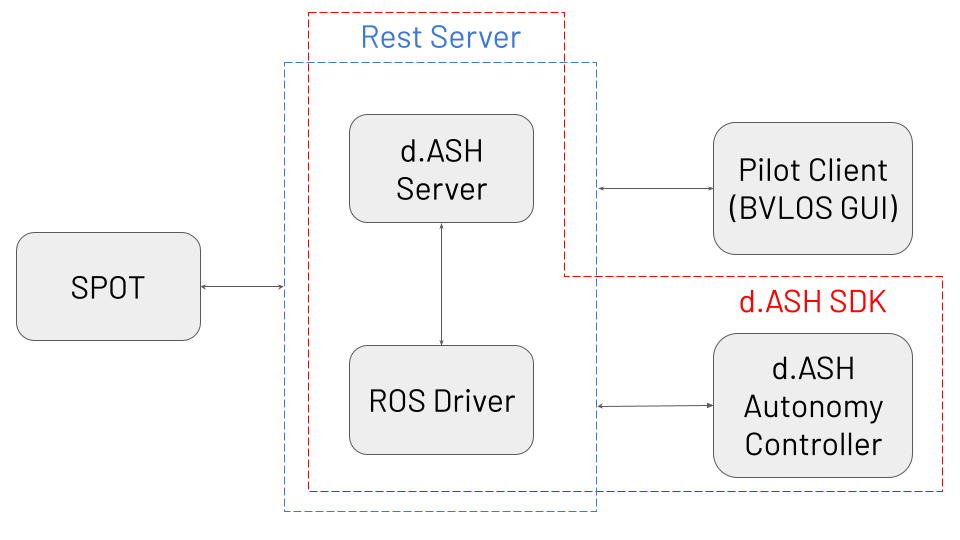 Rest Server
d.ASH
Server
Pilot Client
(BVLOS GUI)
SPOT
d.ASH SDK
ROS Driver
d.ASH
Autonomy
Controller